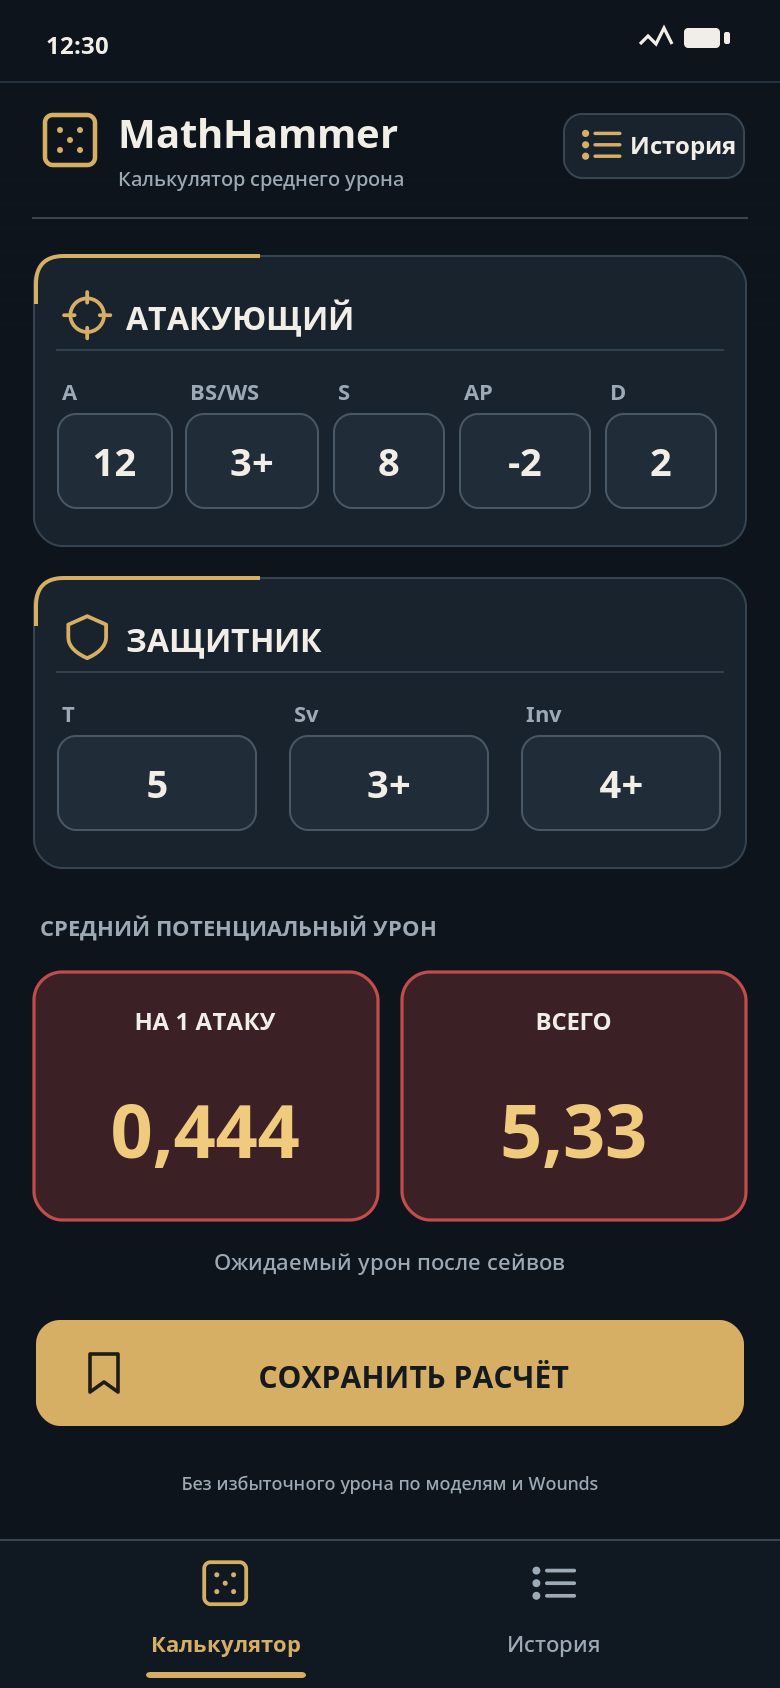 12:30
MathHammer
Калькулятор среднего урона
История
АТАКУЮЩИЙ
A BS/WS S AP D
12 3+ 8 -2 2
ЗАЩИТНИК
T Sv Inv
5 3+ 4+
СРЕДНИЙ ПОТЕНЦИАЛЬНЫЙ УРОН
НА 1 АТАКУ ВСЕГО
0,444 5,33
Ожидаемый урон после сейвов
СОХРАНИТЬ РАСЧЁТ
Без избыточного урона по моделям и Wounds
Калькулятор История